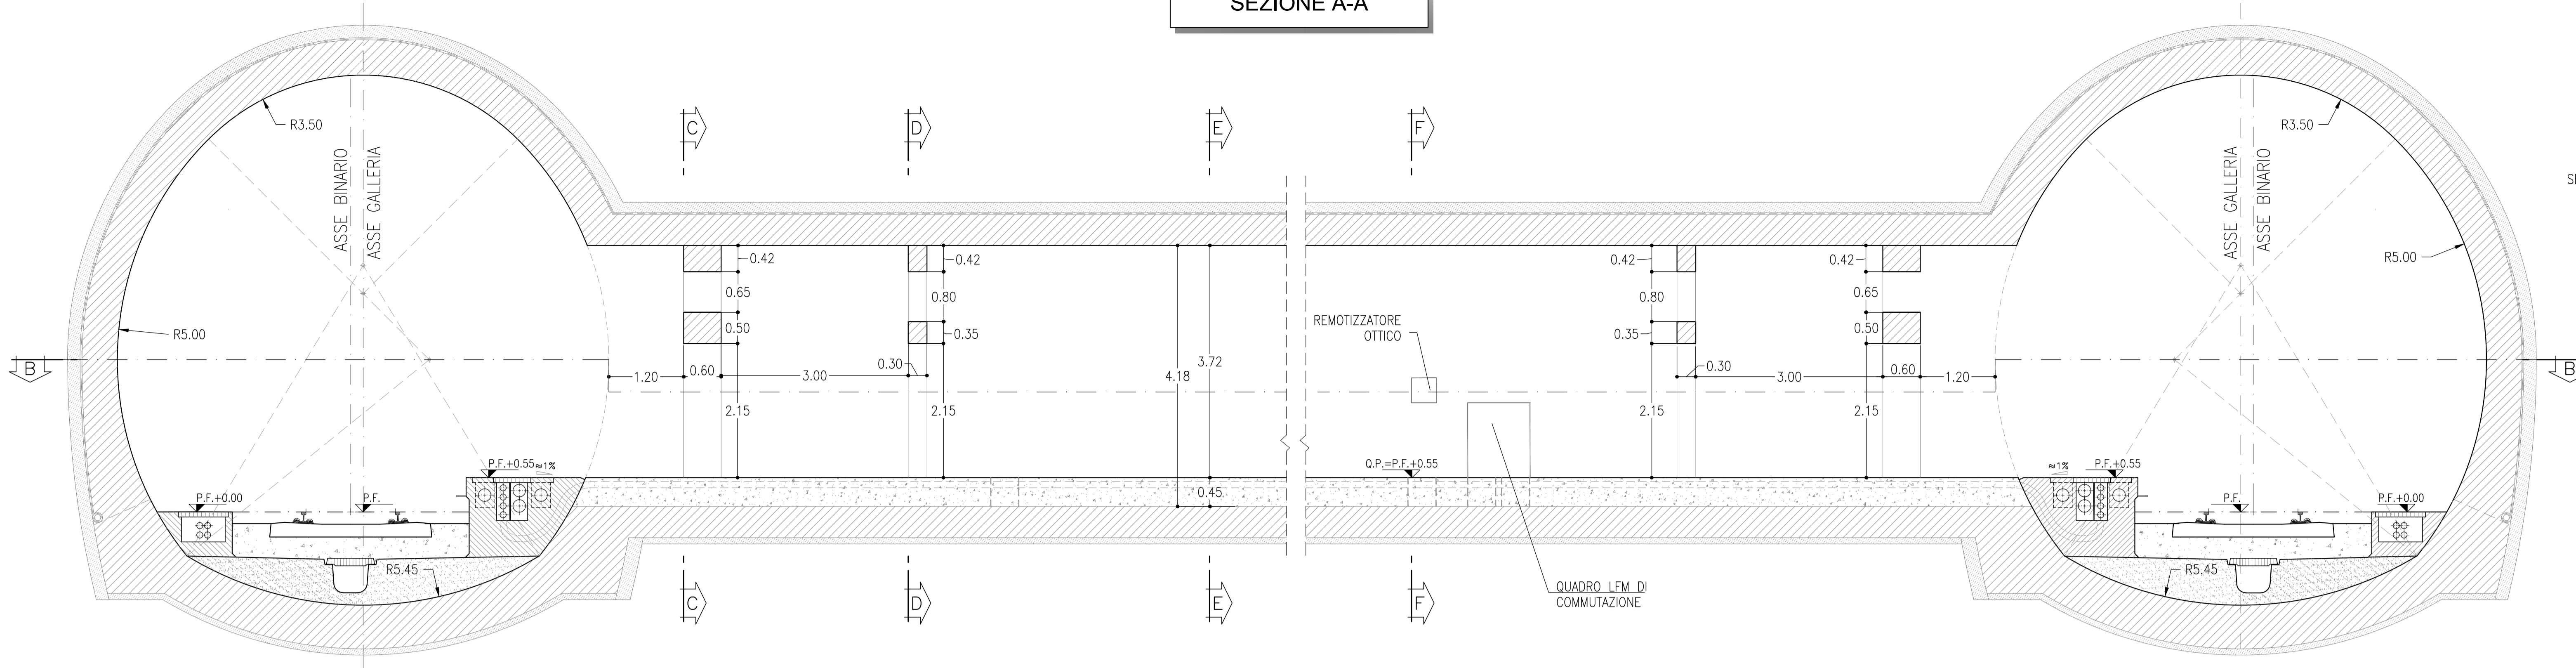 SEZIONE A-A
C
D
E
F
R3.50
R3.50
ASSE BINARIO
ASSE GALLERIA
ASSE GALLERIA
ASSE BINARIO
R5.00
R5.00
0.42
0.65
0.50
0.42
0.80
0.35
0.42
0.80
0.35
0.42
0.65
0.50
REMOTIZZATORE
OTTICO
B
B
1.20
0.60
3.00
0.30
4.18
3.72
0.30
3.00
0.60
1.20
2.15
2.15
2.15
2.15
P.F.+0.00
P.F.
P.F.+0.55
≈1%
0.45
Q.P.=P.F.+0.55
≈1%
P.F.+0.55
P.F.
P.F.+0.00
R5.45
R5.45
QUADRO LFM DI
COMMUTAZIONE
C
D
E
F